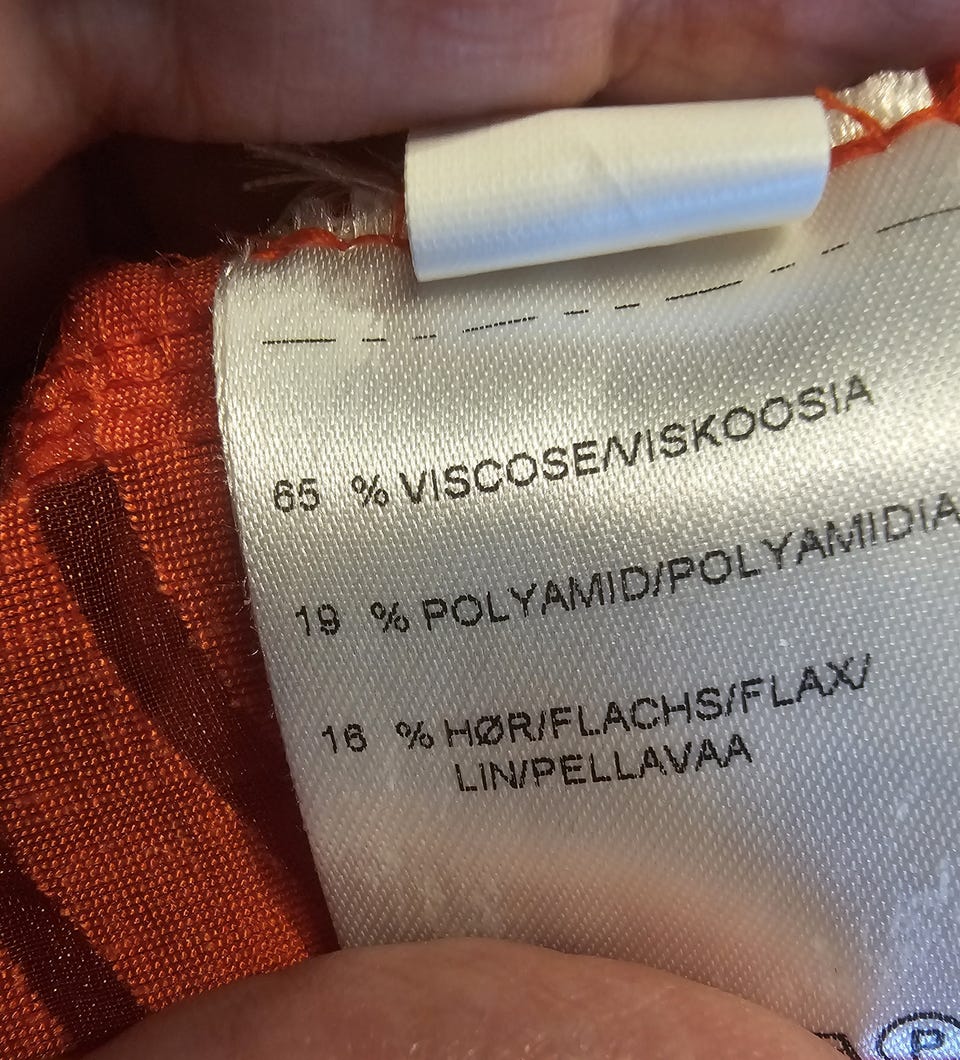 65 % VISCOSE/VISKOOSIA
19 % POLYAMID/POLYAMIDIA
16 % HØR/FLACHS/FLAX/
LIN/PELLAVAA
P